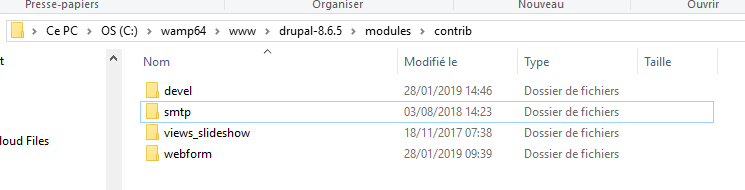 Presse-papiers Organiser Nouveau Ouvrir
Ce PC > OS (C:) > wamp64 > www > drupal-8.6.5 > modules > contrib
Nom Modifié le Type Taille
devel 28/01/2019 14:46 Dossier de fichiers
smtp 03/08/2018 14:23 Dossier de fichiers
views_slideshow 18/11/2017 07:38 Dossier de fichiers
loud Files
webform 28/01/2019 09:39 Dossier de fichiers